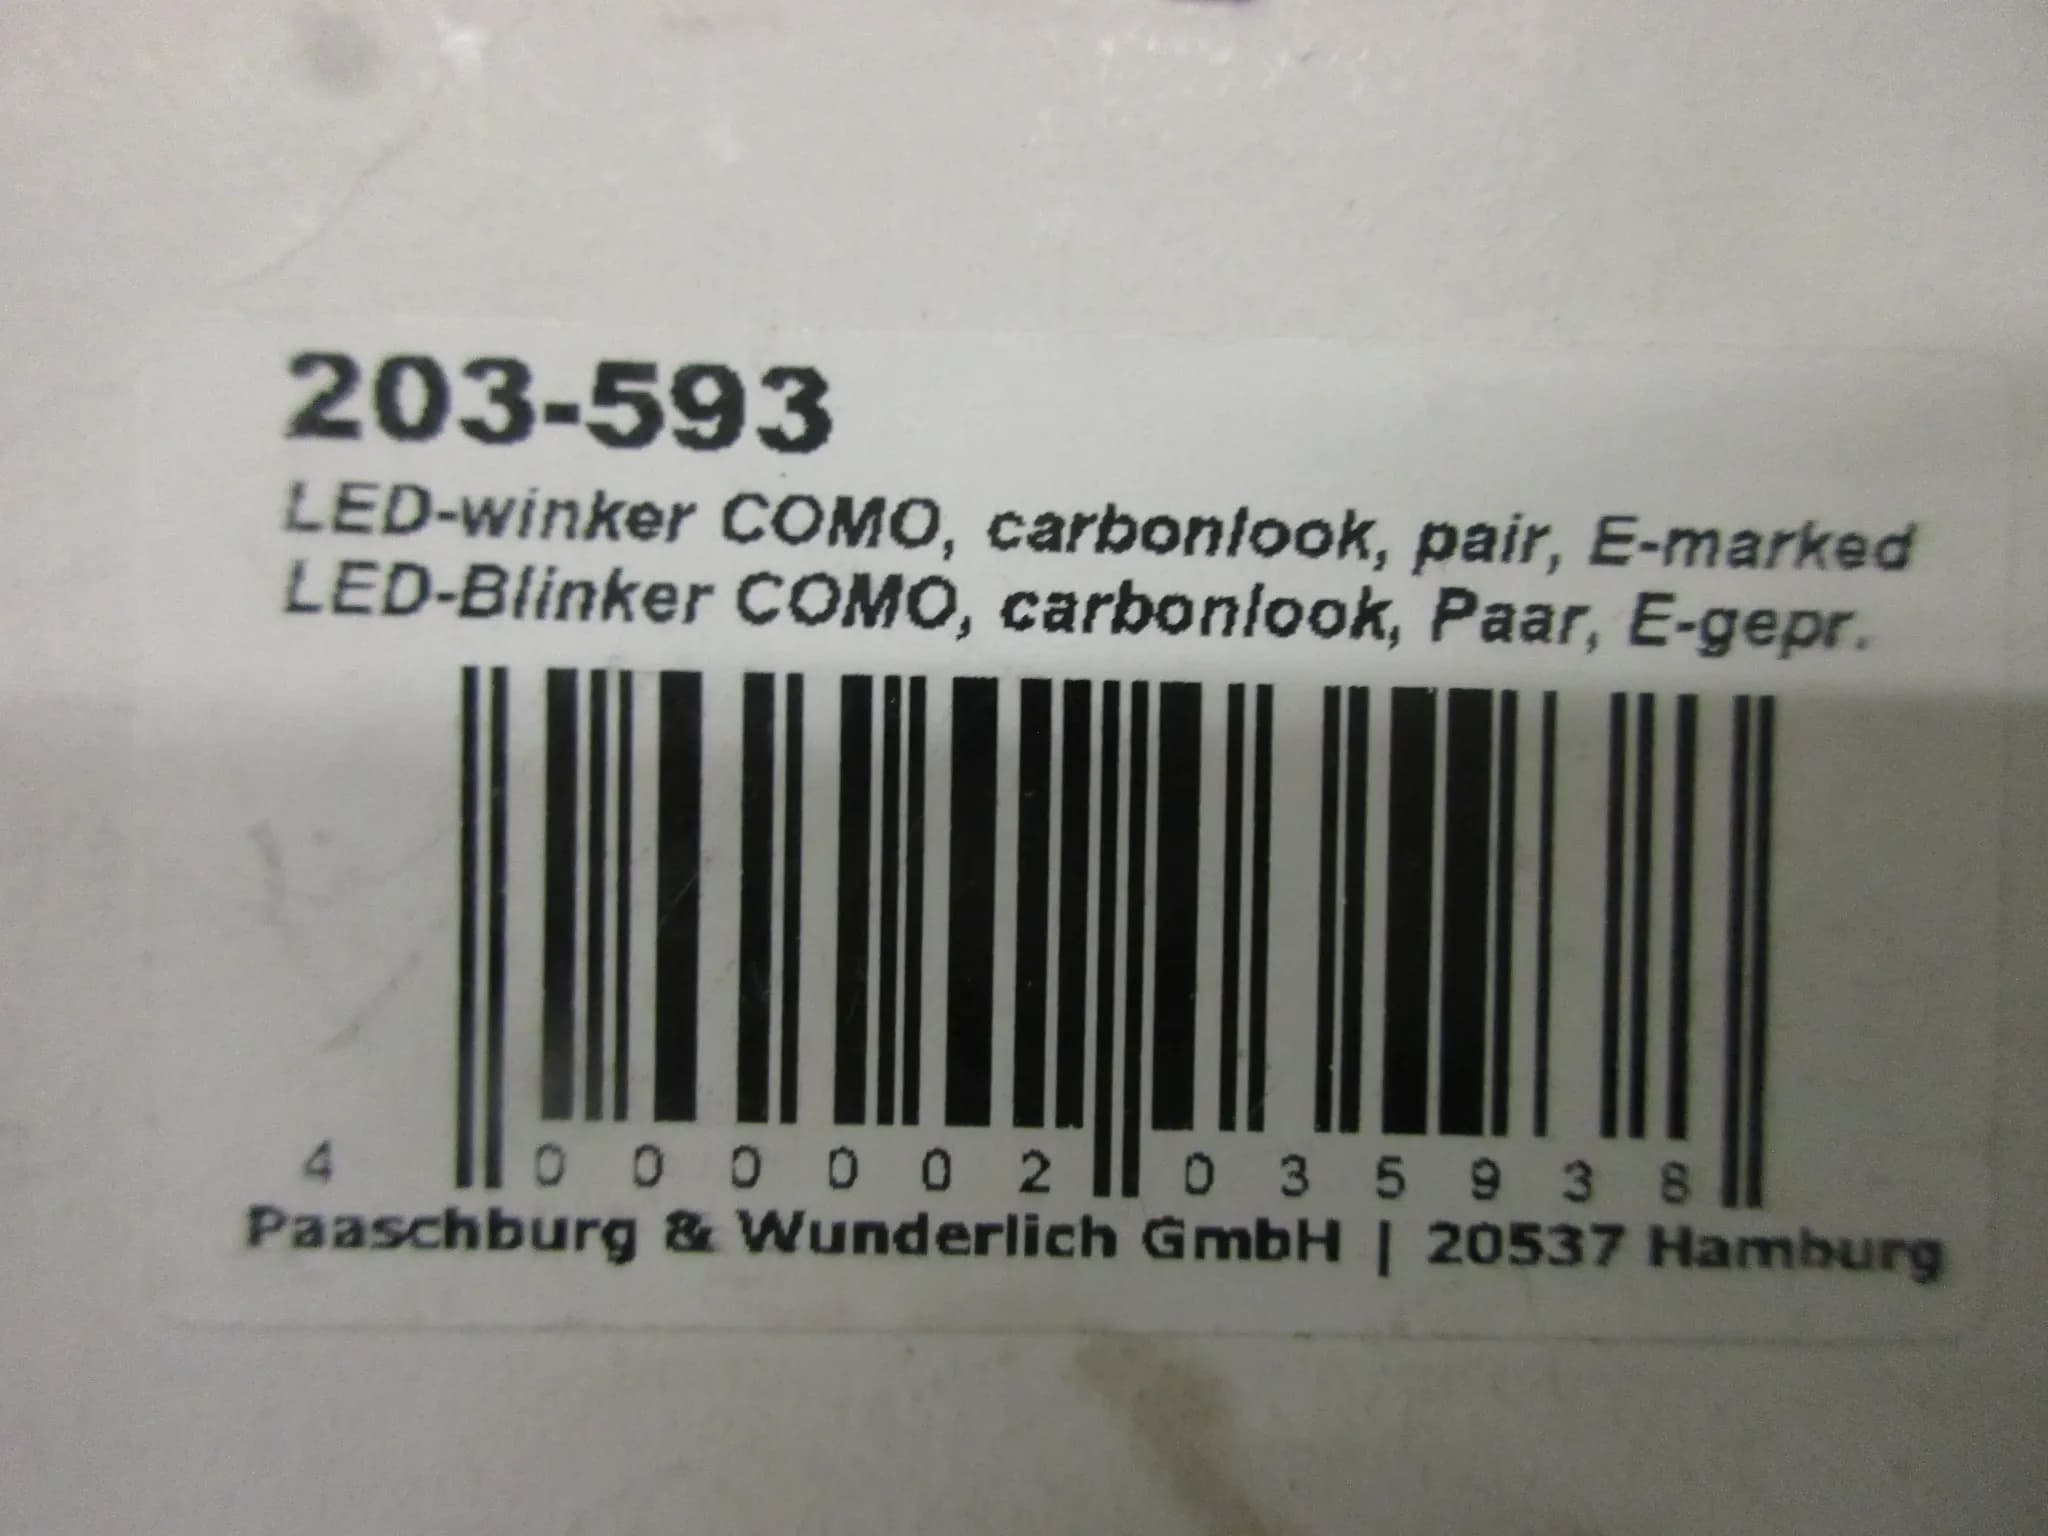 203-593
LED-winker COMO, carbonlook, pair, E-marked
LED-Blinker COMO, carbonlook, Paar, E-gepr.
4 000002 035938
Paaschburg & Wunderlich GmbH | 20537 Hamburg